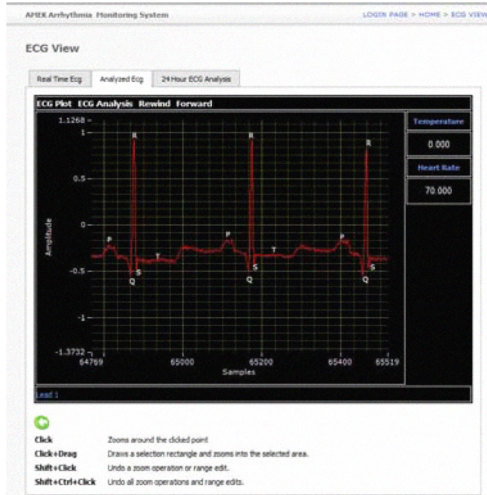 AMEK Arrhythmia Monitoring System
LOGIN PAGE > HOME > ECG VIEW
ECG View
Real Time Ecg Analyzed Ecg 24 Hour ECG Analysis
ECG Plot ECG Analysis Rewind Forward
1.1268
1
0.5
0
-0.5
-1
-1.3732
Amplitude
R R R
P P P
T T
S S S
Q Q Q
64769 65000 65200 65400 65519
Samples
Temperature
0.000
Heart Rate
70.000
Lead 1
Click Zooms around the clicked point
Click+Drag Draws a selection rectangle and zooms into the selected area.
Shift+Click Undo a zoom operation or range edit.
Shift+Ctrl+Click Undo all zoom operations and range edits.